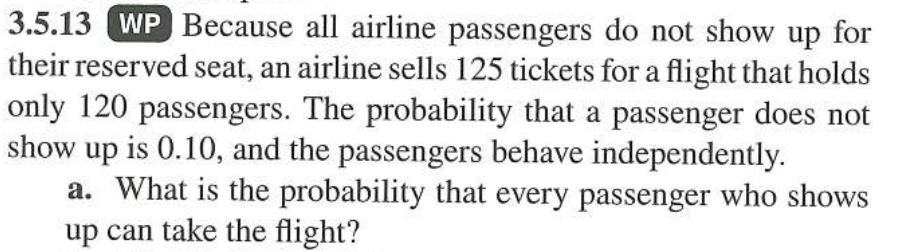 3.5.13 WP Because all airline passengers do not show up for
their reserved seat, an airline sells 125 tickets for a flight that holds
only 120 passengers. The probability that a passenger does not
show up is 0.10, and the passengers behave independently.
a. What is the probability that every passenger who shows
up can take the flight?